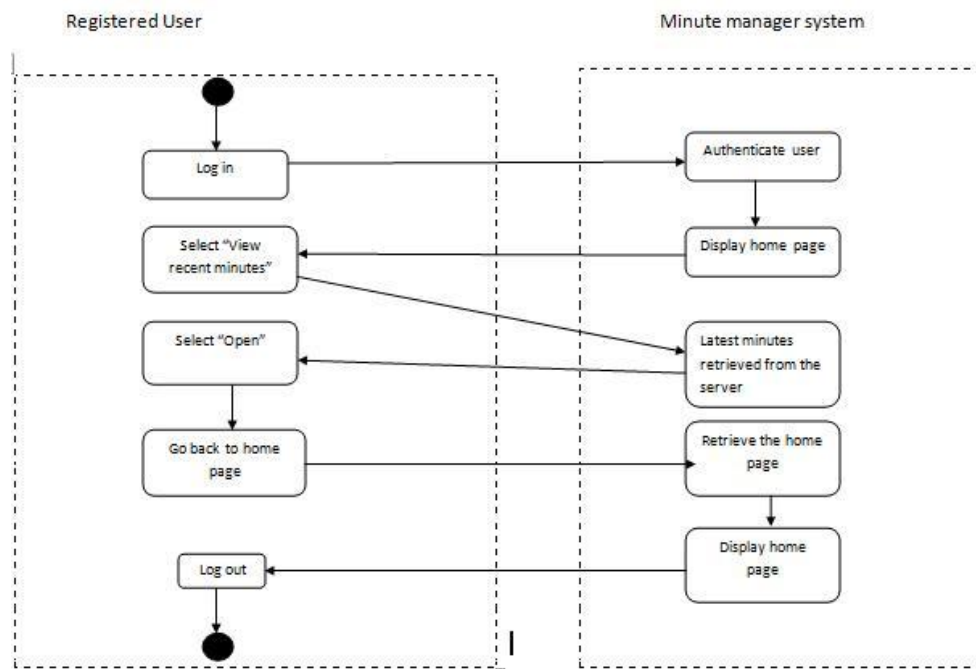 Registered User
Minute manager system
Log in
Authenticate user
Select "View
recent minutes"
Display home page
Select "Open"
Latest minutes
retrieved from the
server
Go back to home
page
Retrieve the home
page
Display home
page
Log out